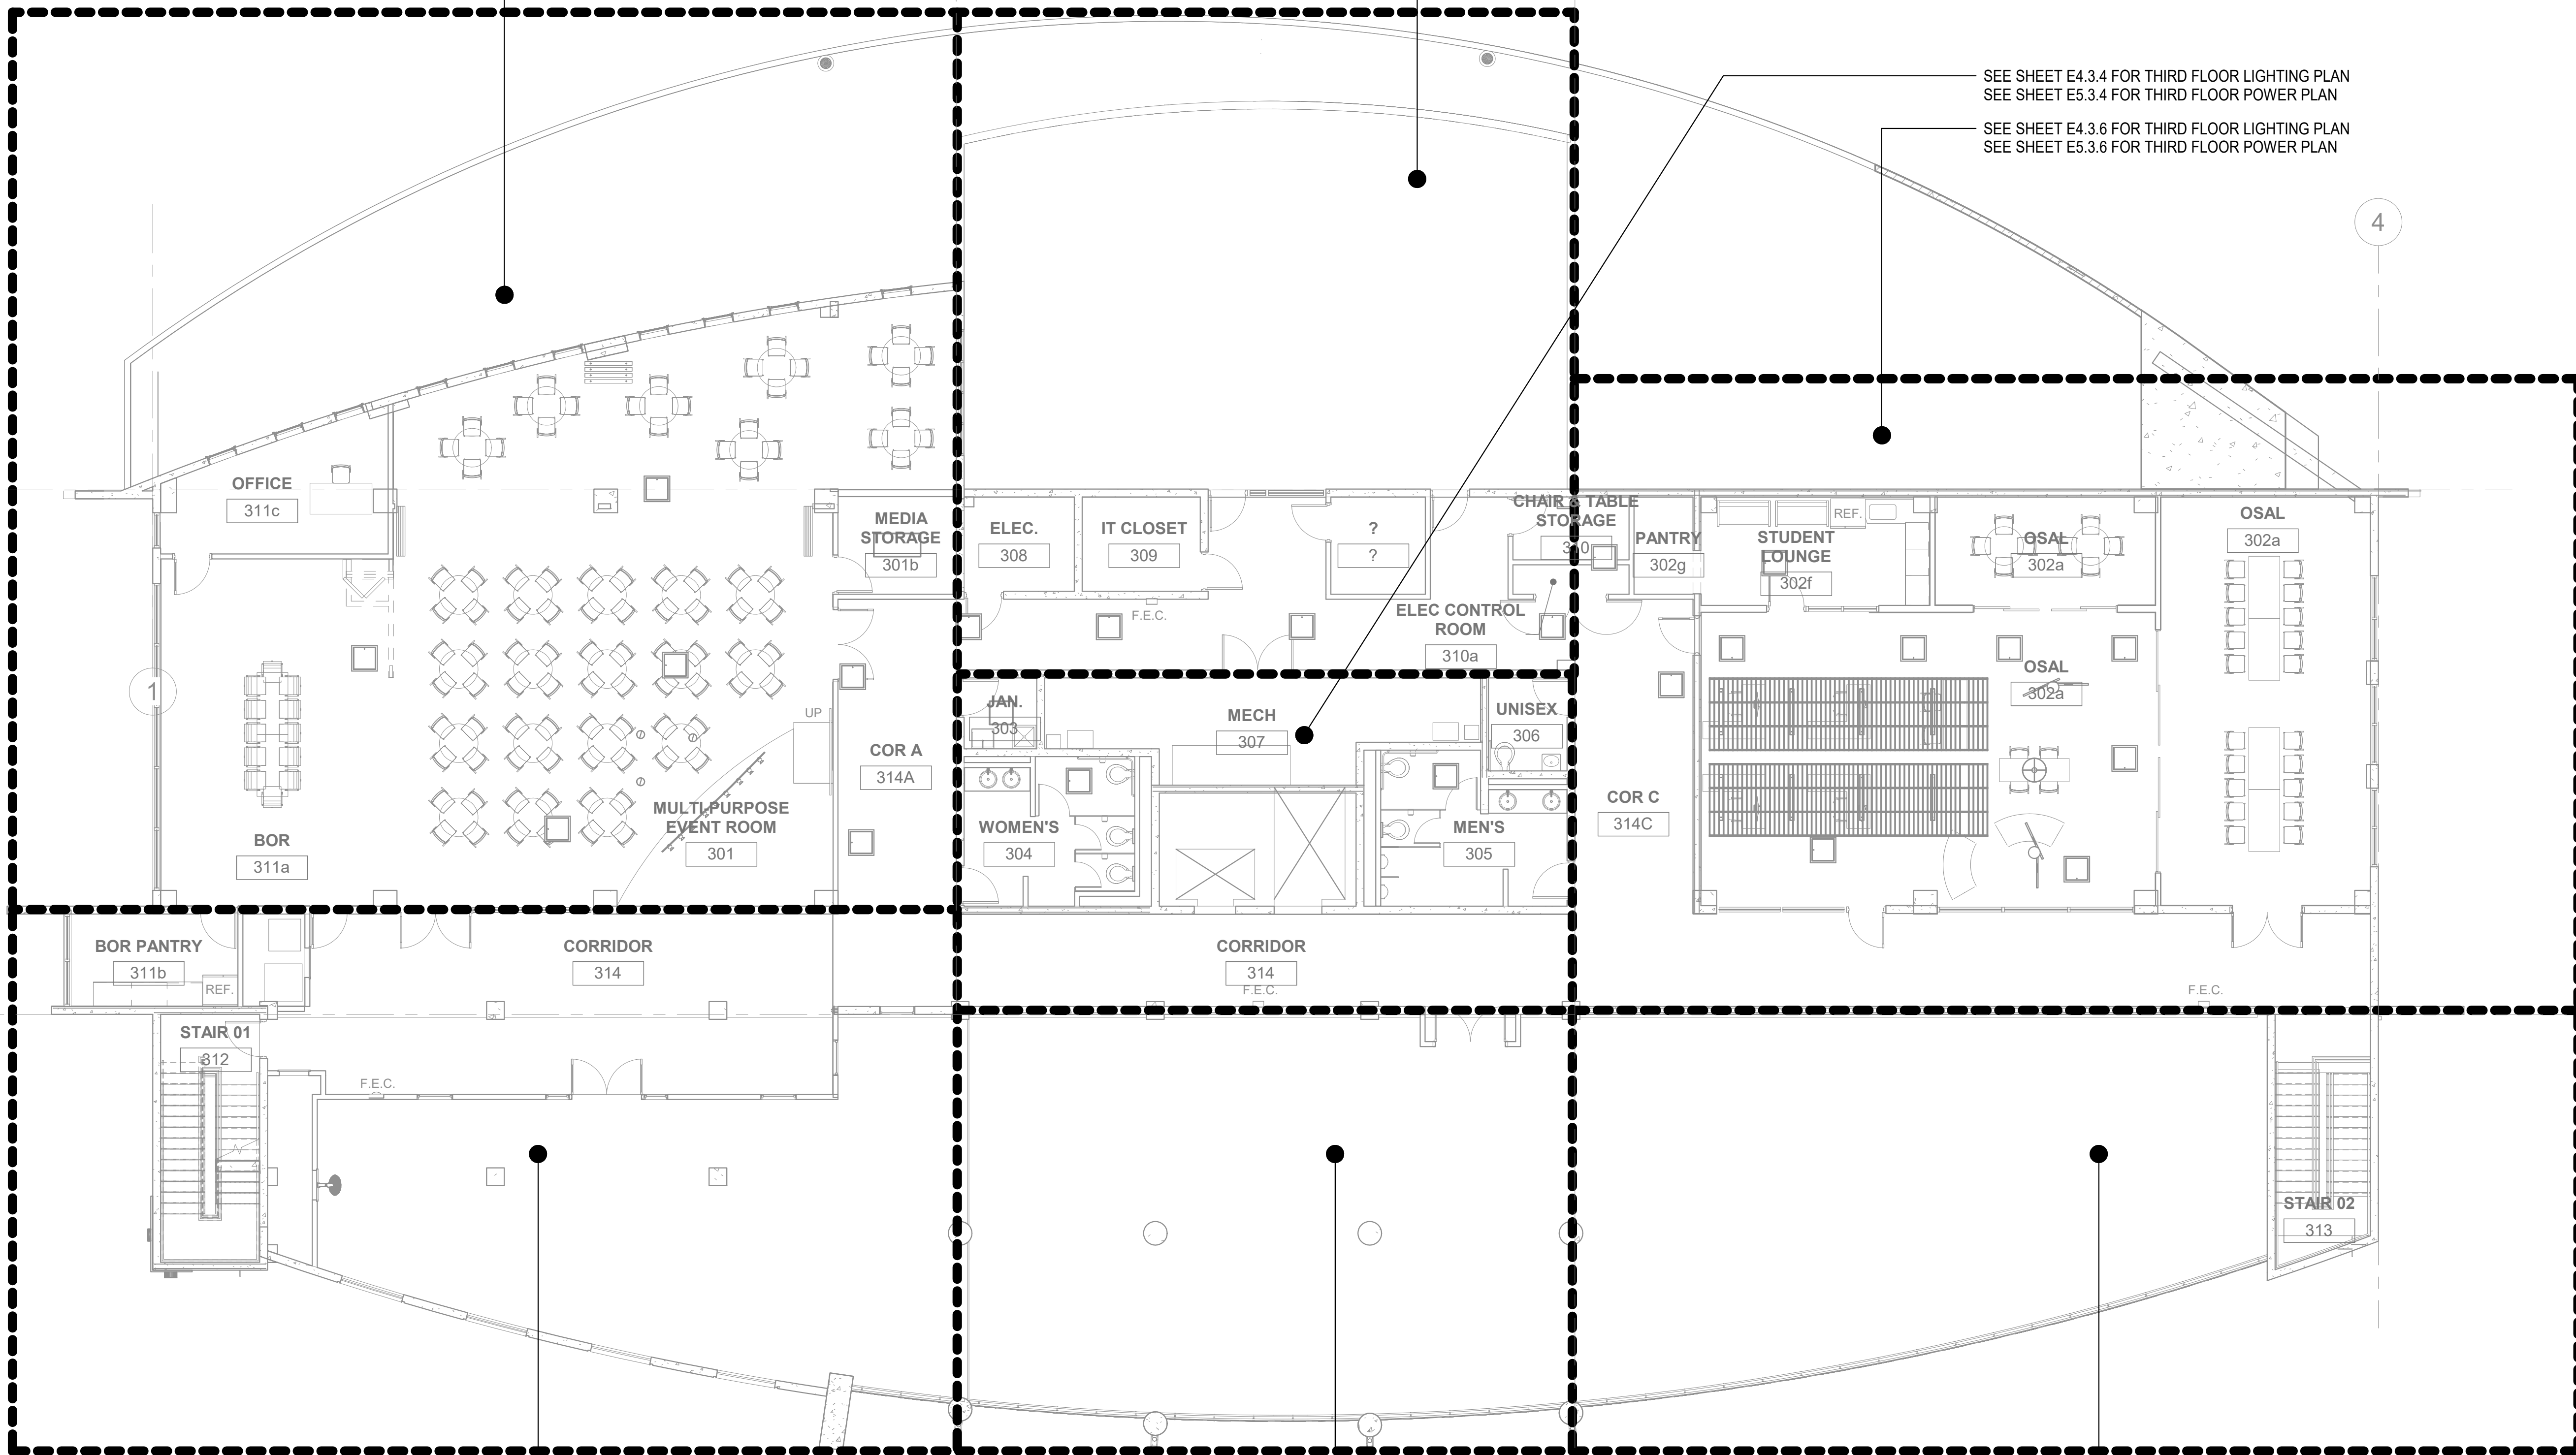 SEE SHEET E4.3.4 FOR THIRD FLOOR LIGHTING PLAN
SEE SHEET E5.3.4 FOR THIRD FLOOR POWER PLAN
SEE SHEET E4.3.6 FOR THIRD FLOOR LIGHTING PLAN
SEE SHEET E5.3.6 FOR THIRD FLOOR POWER PLAN
4
OFFICE
311c
MEDIA
STORAGE
301b
ELEC.
308
IT CLOSET
309
?
?
CHAIR & TABLE
STORAGE
310
PANTRY
302g
STUDENT
LOUNGE
302f
REF.
OSAL
302a
OSAL
302a
F.E.C.
ELEC CONTROL
ROOM
310a
OSAL
302a
1
UP
JAN.
303
MECH
307
UNISEX
306
COR A
314A
COR C
314C
MULTI-PURPOSE
EVENT ROOM
301
BOR
311a
WOMEN'S
304
MEN'S
305
BOR PANTRY
311b
REF.
CORRIDOR
314
CORRIDOR
314
F.E.C.
F.E.C.
STAIR 01
312
F.E.C.
STAIR 02
313